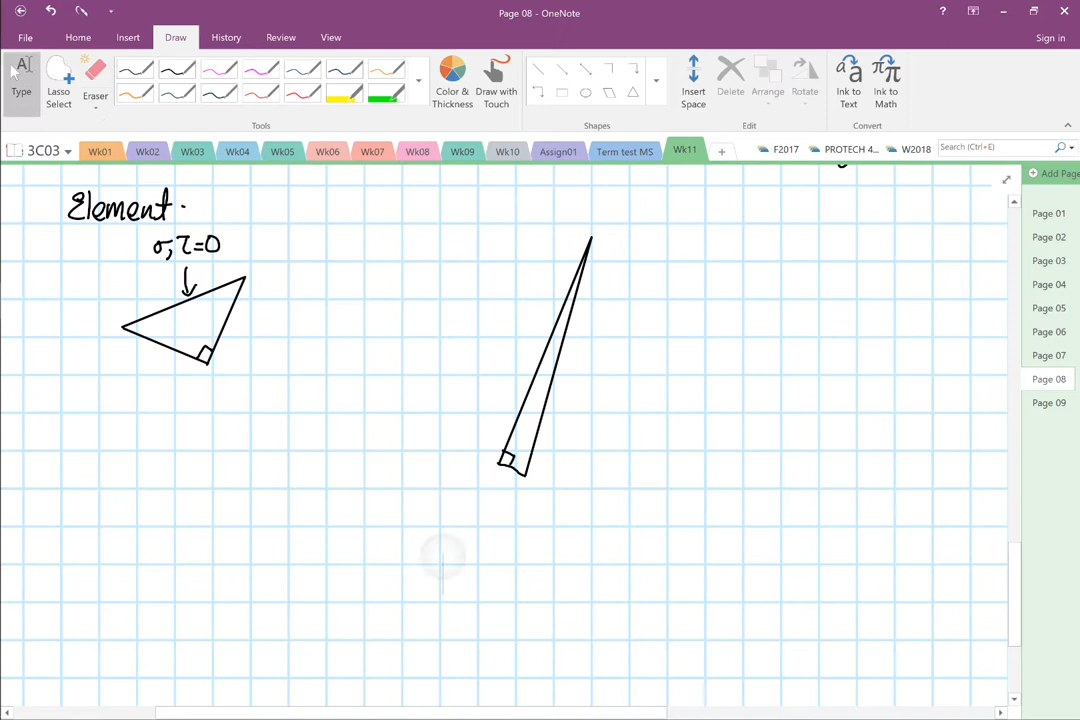 Page 08 - OneNote
?
File
Home
Insert
Draw
History
Review
View
Sign in
Type
Lasso Select
Eraser
Color & Thickness
Draw with Touch
Insert Space
Delete
Arrange
Rotate
Ink to Text
Ink to Math
Tools
Shapes
Edit
Convert
3C03
Wk01
Wk02
Wk03
Wk04
Wk05
Wk06
Wk07
Wk08
Wk09
Wk10
Assign01
Term test MS
Wk11
F2017
PROTECH 4...
W2018
Search (Ctrl+E)
Add Page
Page 01
Page 02
Page 03
Page 04
Page 05
Page 06
Page 07
Page 08
Page 09
Element.
σ, τ = 0